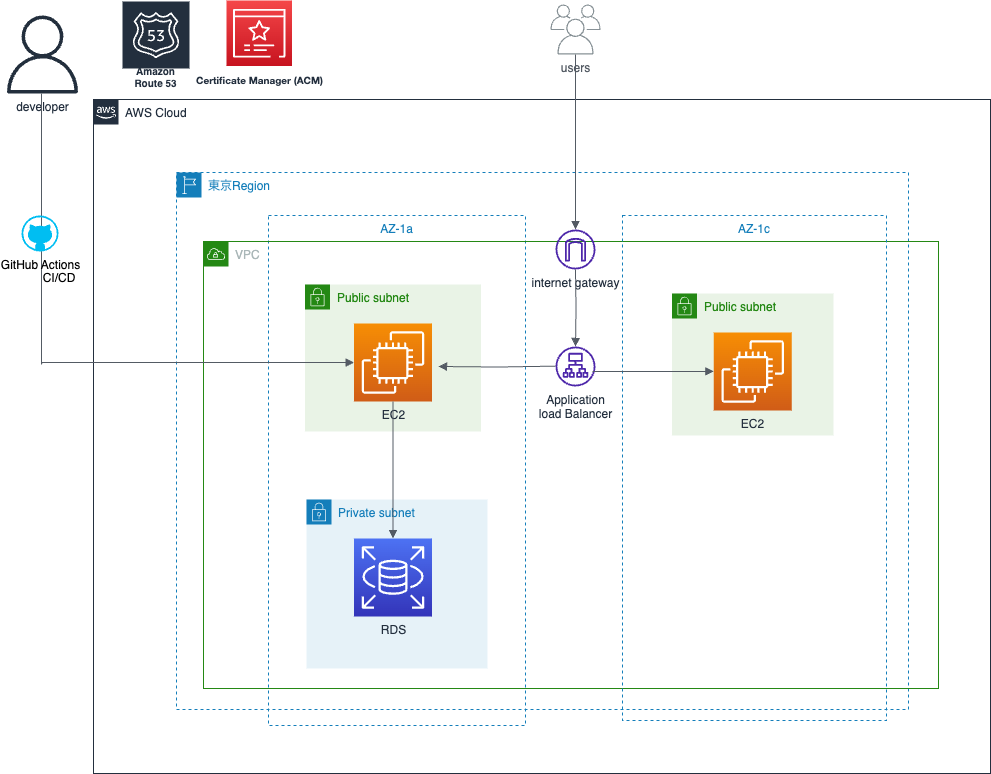 53
Amazon
Route 53
Certificate Manager (ACM)
users
developer
aws
AWS Cloud
東京Region
AZ-1a
AZ-1c
VPC
GitHub Actions
CI/CD
internet gateway
Public subnet
Public subnet
EC2
Application
load Balancer
EC2
Private subnet
RDS